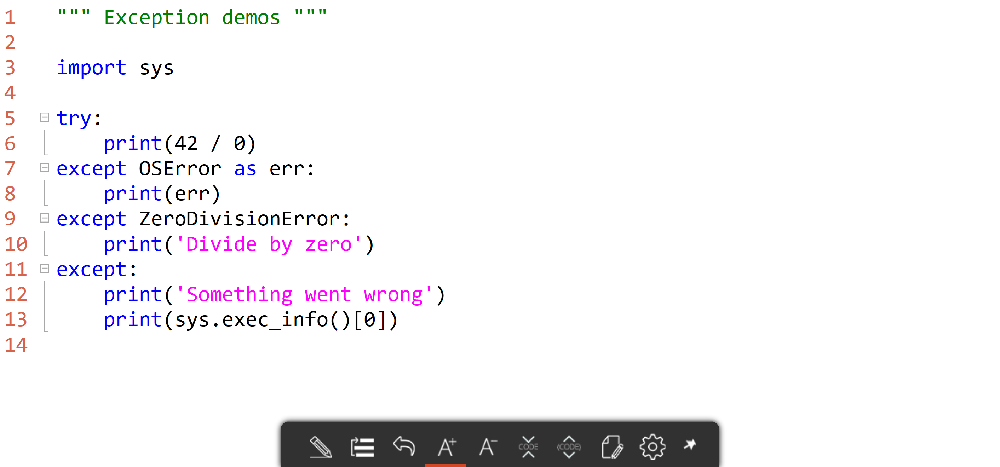 1 """ Exception demos """
2
3 import sys
4
5 try:
6     print(42 / 0)
7 except OSError as err:
8     print(err)
9 except ZeroDivisionError:
10     print('Divide by zero')
11 except:
12     print('Something went wrong')
13     print(sys.exec_info()[0])
14
A+ A- CODE {CODE}